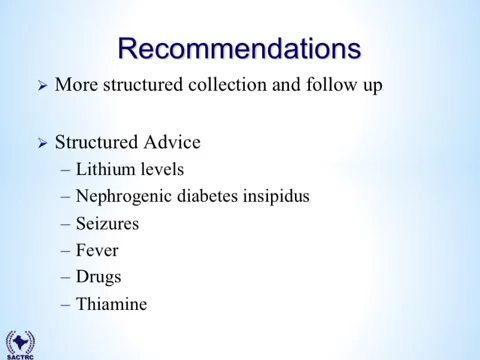 Recommendations
More structured collection and follow up
Structured Advice
– Lithium levels
– Nephrogenic diabetes insipidus
– Seizures
– Fever
– Drugs
– Thiamine
SACTRC